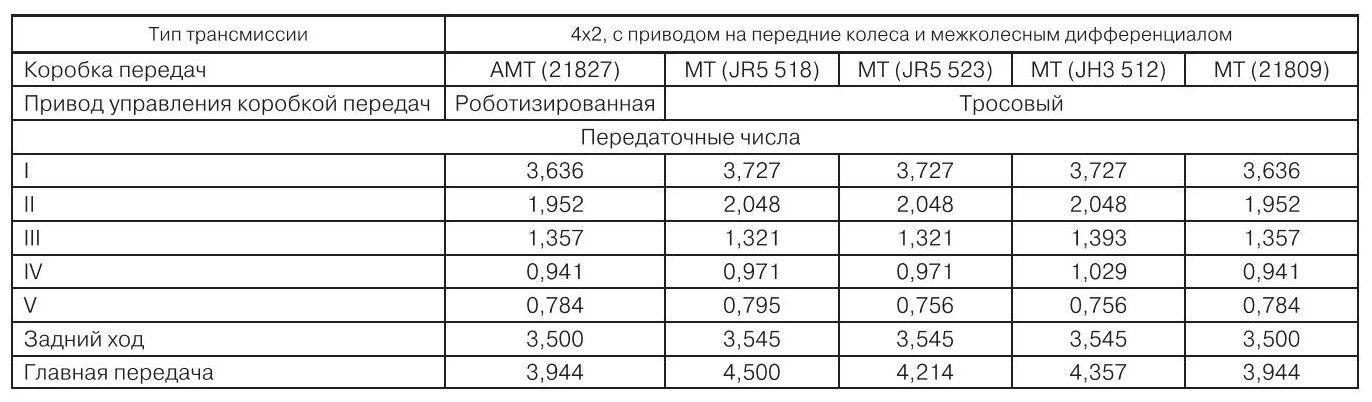 Тип трансмиссии 4x2, с приводом на передние колеса и межколесным дифференциалом
Коробка передач АМТ (21827) МТ (JR5 518) МТ (JR5 523) МТ (JH3 512) МТ (21809)
Привод управления коробкой передач Роботизированная Тросовый
Передаточные числа
I 3,636 3,727 3,727 3,727 3,636
II 1,952 2,048 2,048 2,048 1,952
III 1,357 1,321 1,321 1,393 1,357
IV 0,941 0,971 0,971 1,029 0,941
V 0,784 0,795 0,756 0,756 0,784
Задний ход 3,500 3,545 3,545 3,545 3,500
Главная передача 3,944 4,500 4,214 4,357 3,944